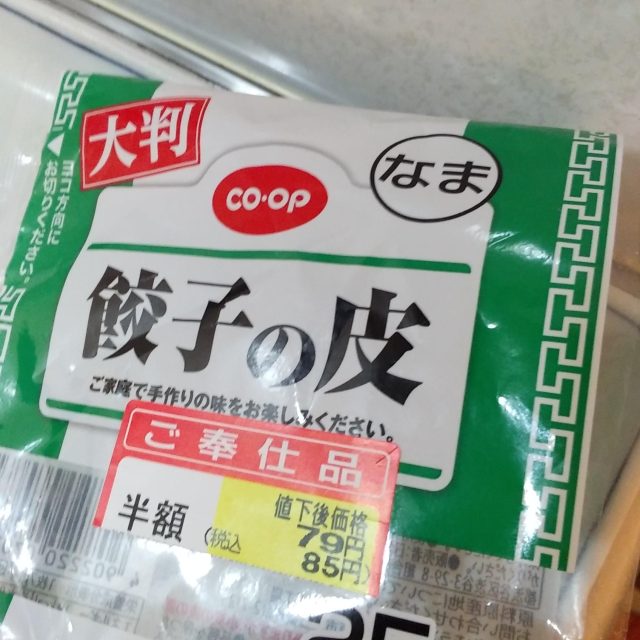 大判
なま
CO·OP
ヨコ方向に
お切りください。
餃子の皮
ご家庭で手作りの味をお楽しみください。
ご奉仕品
半額
値下後価格
79円
(税込
85円)